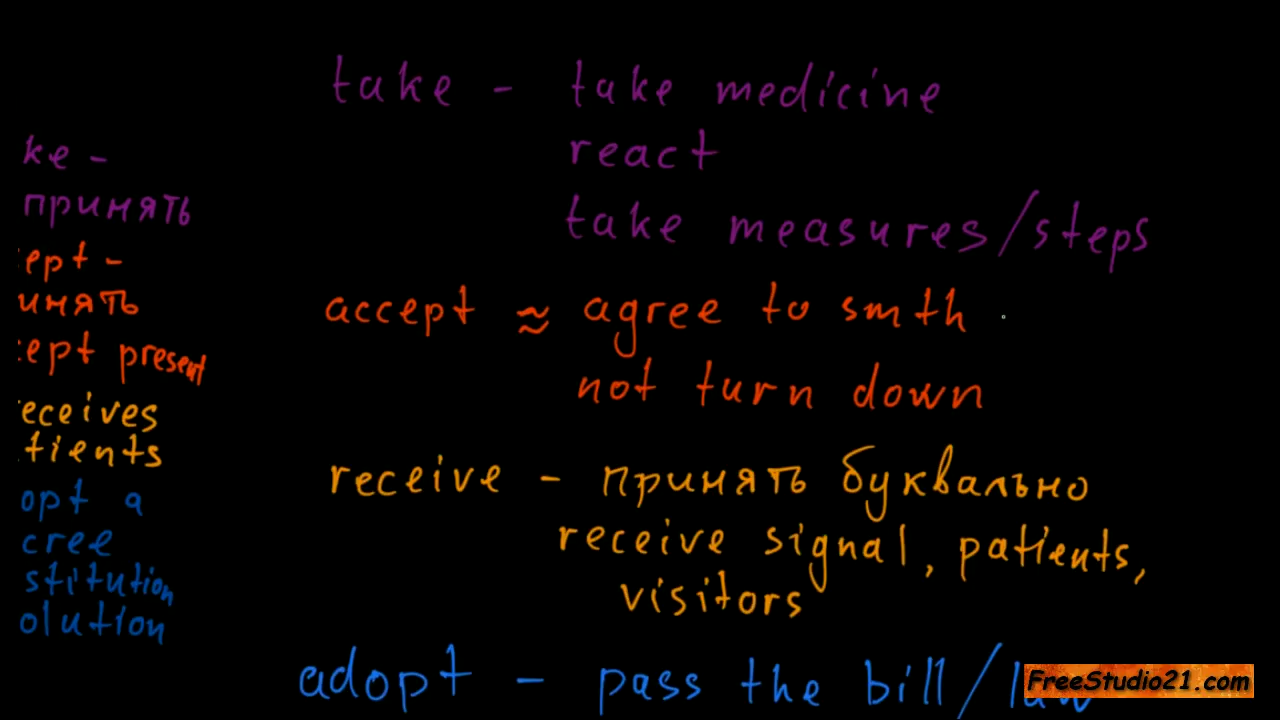 take - take medicine
react
take measures/steps
accept ≈ agree to smth
not turn down
receive - принять буквально
receive signal, patients,
visitors
adopt - pass the bill/law
ke -
принять
ept -
инять
ept present
eceives
tients
opt a
cree
stitution
olution
FreeStudio21.com